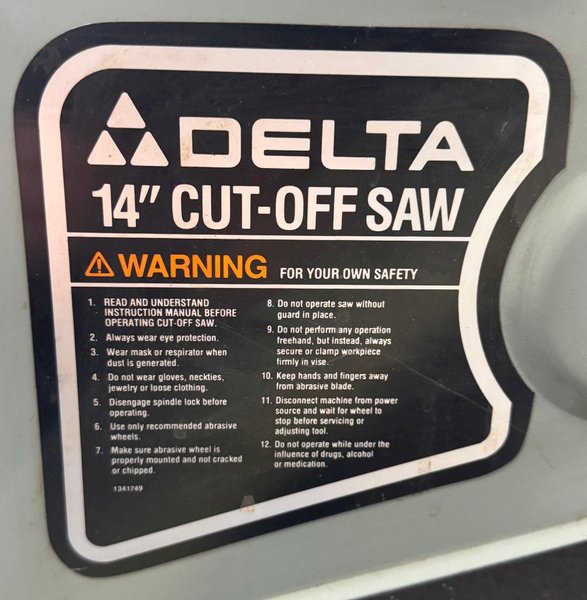 DELTA
14" CUT-OFF SAW
WARNING FOR YOUR OWN SAFETY
1. READ AND UNDERSTAND
INSTRUCTION MANUAL BEFORE
OPERATING CUT-OFF SAW.
2. Always wear eye protection.
3. Wear mask or respirator when
dust is generated.
4. Do not wear gloves, neckties,
jewelry or loose clothing.
5. Disengage spindle lock before
operating.
6. Use only recommended abrasive
wheels.
7. Make sure abrasive wheel is
properly mounted and not cracked
or chipped.
1341749
8. Do not operate saw without
guard in place.
9. Do not perform any operation
freehand, but instead, always
secure or clamp workpiece
firmly in vise.
10. Keep hands and fingers away
from abrasive blade.
11. Disconnect machine from power
source and wait for wheel to
stop before servicing or
adjusting tool.
12. Do not operate while under the
influence of drugs, alcohol
or medication.